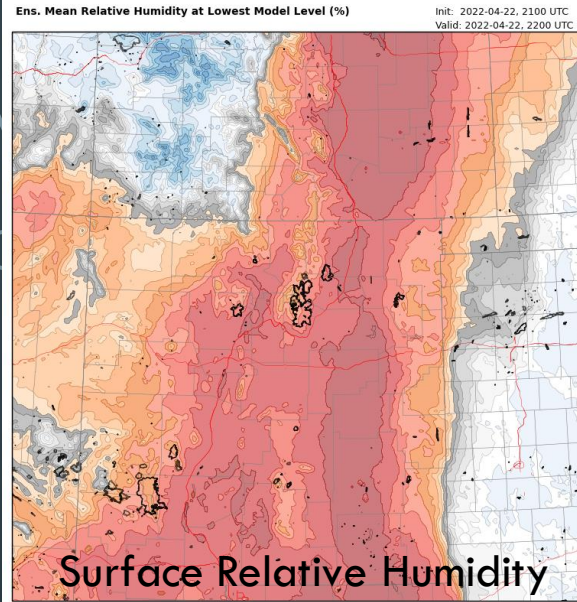 Ens. Mean Relative Humidity at Lowest Model Level (%)
Init: 2022-04-22, 2100 UTC
Valid: 2022-04-22, 2200 UTC
Surface Relative Humidity